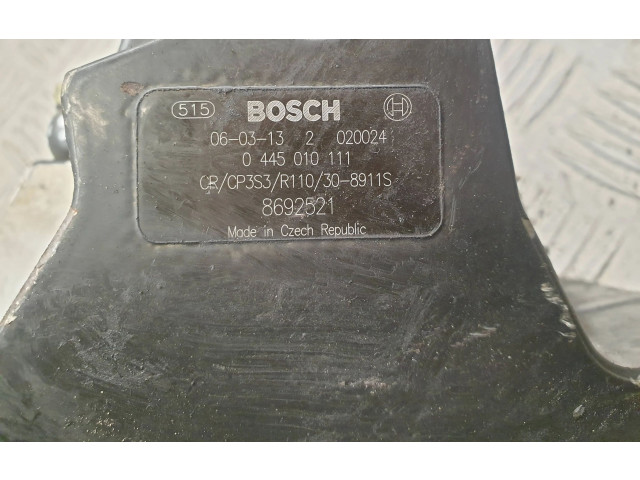 515 BOSCH
06-03-13 2 020024
0 445 010 111
CR/CP3S3/R110/30-8911S
8692521
Made in Czech Republic